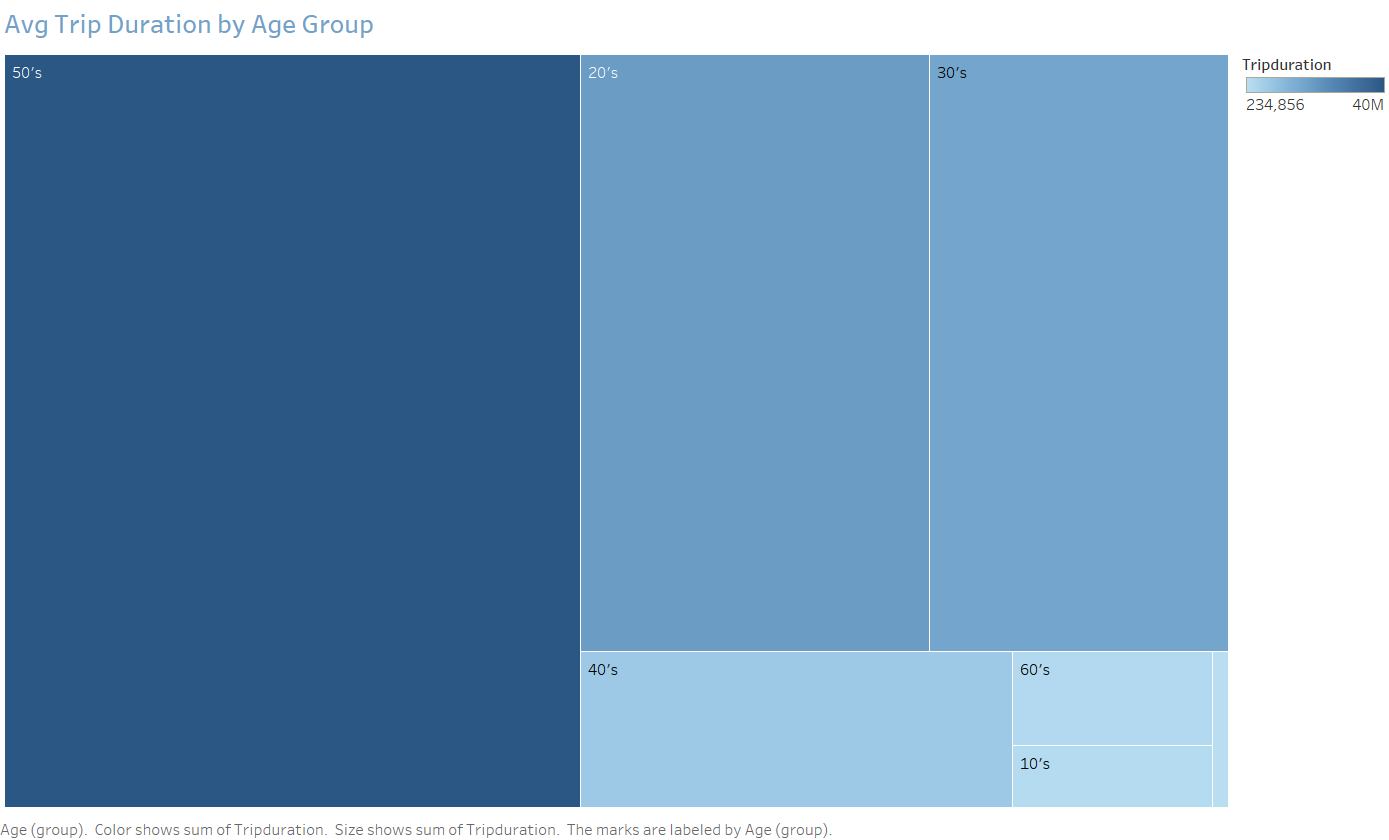 Avg Trip Duration by Age Group
50's
20's
30's
Tripduration
234,856
40M
40's
60's
10's
Age (group).  Color shows sum of Tripduration.  Size shows sum of Tripduration.  The marks are labeled by Age (group).